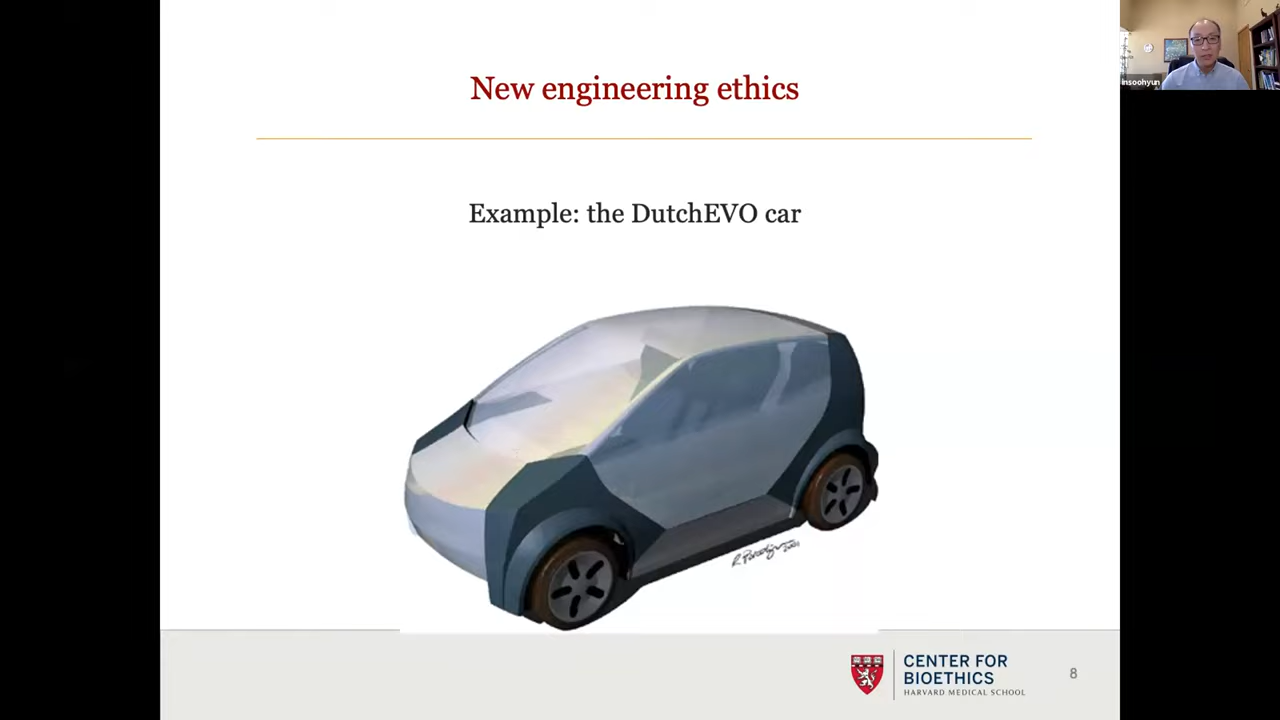 New engineering ethics
insoohyun
Example: the DutchEVO car
CENTER FOR
BIOETHICS
HARVARD MEDICAL SCHOOL
8